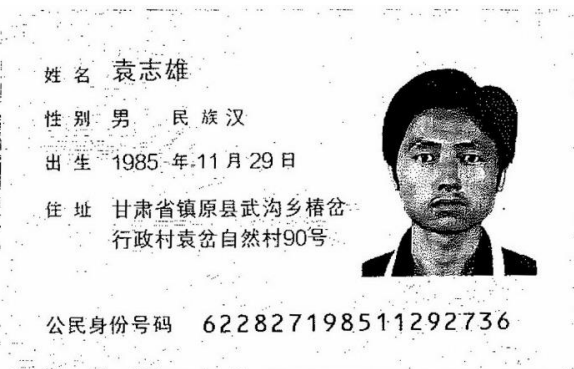 姓名 袁志雄
性别 男 民族 汉
出生 1985 年 11 月 29 日
住址 甘肃省镇原县武沟乡椿岔
行政村袁岔自然村90号
公民身份号码 622827198511292736